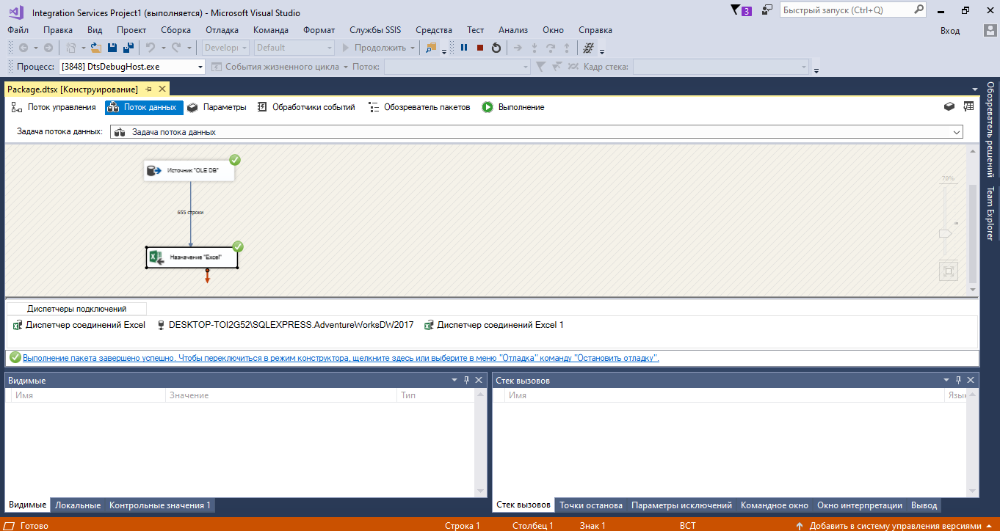 Integration Services Project1 (выполняется) - Microsoft Visual Studio
3
Быстрый запуск (Ctrl+Q)
Файл Правка Вид Проект Сборка Отладка Команда Формат Службы SSIS Средства Тест Анализ Окно Справка Вход
Developi Default Продолжить
Процесс: [3848] DtsDebugHost.exe События жизненного цикла Поток: Кадр стека:
Package.dtsx [Конструирование]
Поток управления Поток данных Параметры Обработчики событий Обозреватель пакетов Выполнение
Задача потока данных: Задача потока данных
Источник "OLE DB"
655 строки
Назначение "Excel"
70%
Обозреватель решений
Team Explorer
Диспетчеры подключений
Диспетчер соединений Excel DESKTOP-TOI2G52\SQLEXPRESS.AdventureWorksDW2017 Диспетчер соединений Excel 1
Выполнение пакета завершено успешно. Чтобы переключиться в режим конструктора, щелкните здесь или выберите в меню "Отладка" команду "Остановить отладку".
Видимые
Имя Значение Тип
Видимые Локальные Контрольные значения 1
Стек вызовов
Имя Язык
Стек вызовов Точки останова Параметры исключений Командное окно Окно интерпретации Вывод
Готово Строка 1 Столбец 1 Знак 1 ВСТ Добавить в систему управления версиями